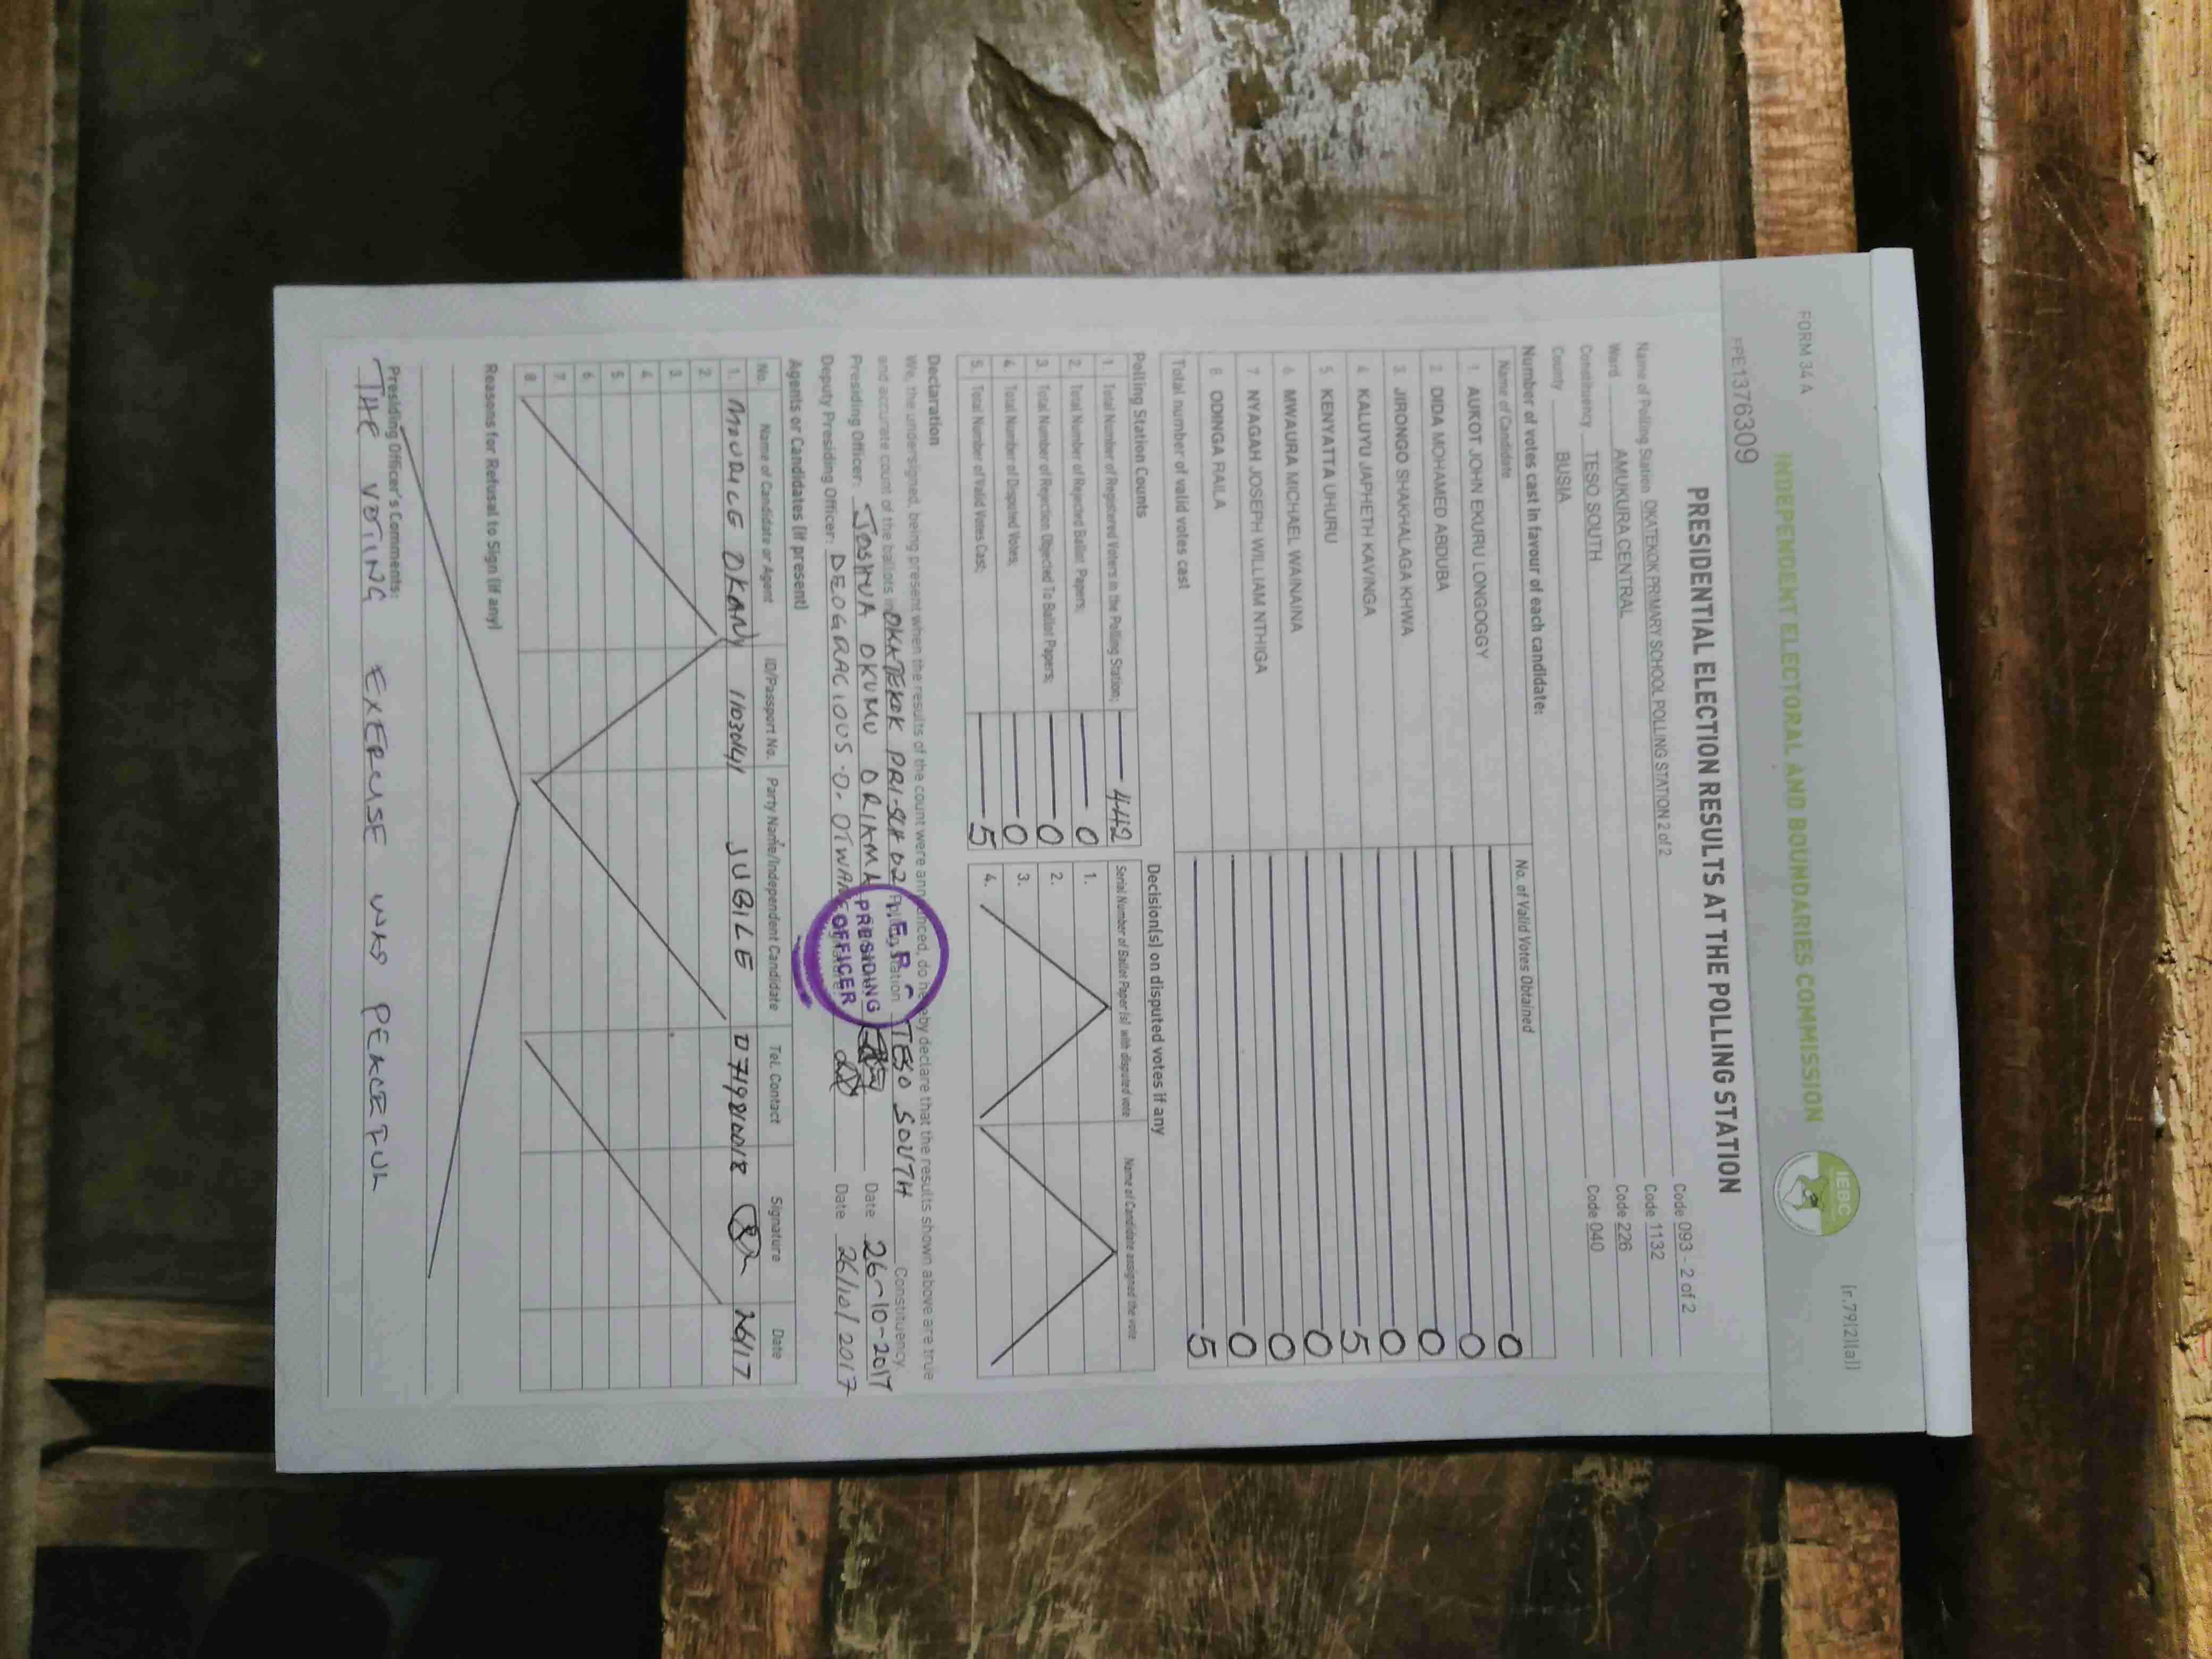 FORM 34 A
(r.79(2)(a))
INDEPENDENT ELECTORAL AND BOUNDARIES COMMISSION
IEBC
PPE1376309
PRESIDENTIAL ELECTION RESULTS AT THE POLLING STATION
Name of Polling Station OKATEKOK PRIMARY SCHOOL POLLING STATION 2 of 2 Code 093 - 2 of 2
Ward AMUKURA CENTRAL Code 1132
Constituency TESO SOUTH Code 226
County BUSIA Code 040
Number of votes cast in favour of each candidate:
Name of Candidate No. of Valid Votes Obtained
1. AUKOT JOHN EKURU LONGOGGY 0
2. DIDA MOHAMED ABDUBA 0
3. JIRONGO SHAKHALAGA KHWA 0
4. KALUYU JAPHETH KAVINGA 0
5. KENYATTA UHURU 5
6. MWAURA MICHAEL WAINAINA 0
7. NYAGAH JOSEPH WILLIAM NTHIGA 0
8. ODINGA RAILA 0
Total number of valid votes cast 5
Polling Station Counts
1. Total Number of Registered Voters in the Polling Station; 442
2. Total Number of Rejected Ballot Papers; 0
3. Total Number of Rejection Objected To Ballot Papers; 0
4. Total Number of Disputed Votes; 0
5. Total Number of Valid Votes Cast; 5
Decision(s) on disputed votes if any
Serial Number of Ballot Paper (s) with disputed vote Name of Candidate assigned the vote
1.
2.
3.
4.
Declaration
We, the undersigned, being present when the results of the count were announced, do hereby declare that the results shown above are true
and accurate count of the ballots in OKATEKOK PRI-SCH 02 Polling Station TESO SOUTH Constituency.
Presiding Officer: JOSHUA OKUMU ORIAMA Date 26-10-2017
Deputy Presiding Officer: DEOGRACIOUS .O. Date 26/10/2017
PRESIDING
OFFICER
Agents or Candidates (if present)
No. Name of Candidate or Agent ID/Passport No. Party Name/Independent Candidate Tel. Contact Signature Date
1. MAURICE OKANY 11030141 JUBILE 26/17
2.
3.
4.
5.
6.
7.
8.
Reasons for Refusal to Sign (if any)
Presiding Officer's Comments:
THE VOTING EXERCISE WAS PEACEFUL